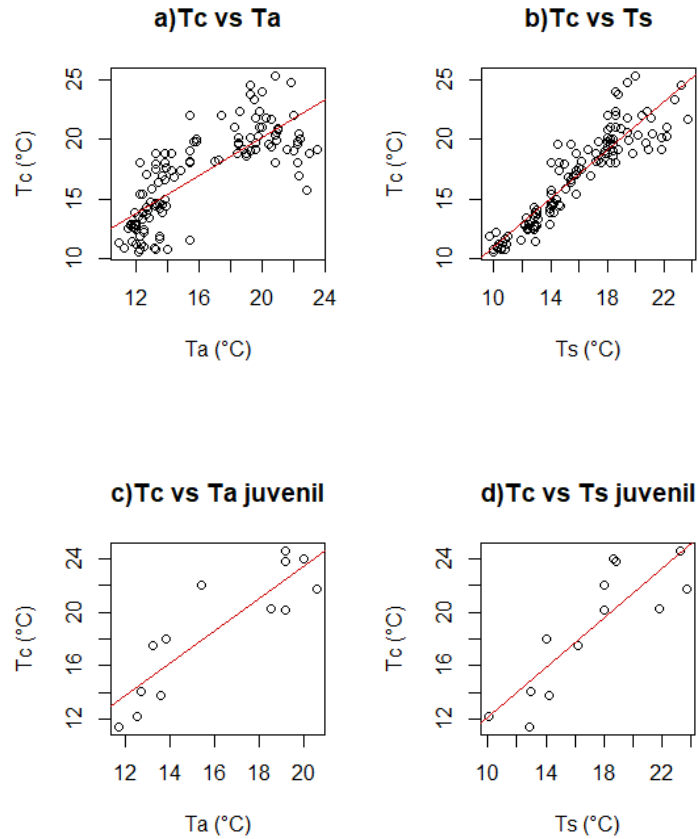 a)Tc vs Ta
25
20
15
10
Tc (°C)
12 16 20 24
Ta (°C)
b)Tc vs Ts
25
20
15
10
Tc (°C)
10 14 18 22
Ts (°C)
c)Tc vs Ta juvenil
24
20
16
12
Tc (°C)
12 14 16 18 20
Ta (°C)
d)Tc vs Ts juvenil
24
20
16
12
Tc (°C)
10 14 18 22
Ts (°C)